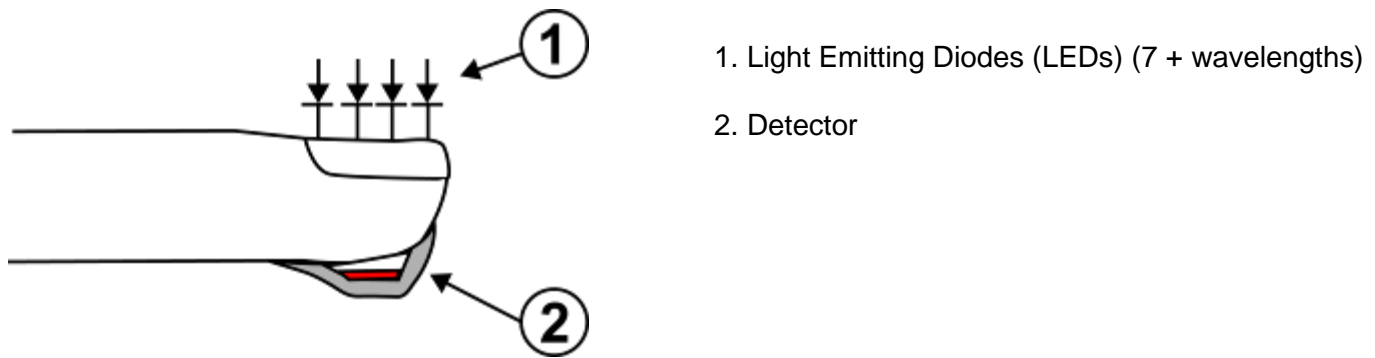 1
1. Light Emitting Diodes (LEDs) (7 + wavelengths)
2. Detector
2